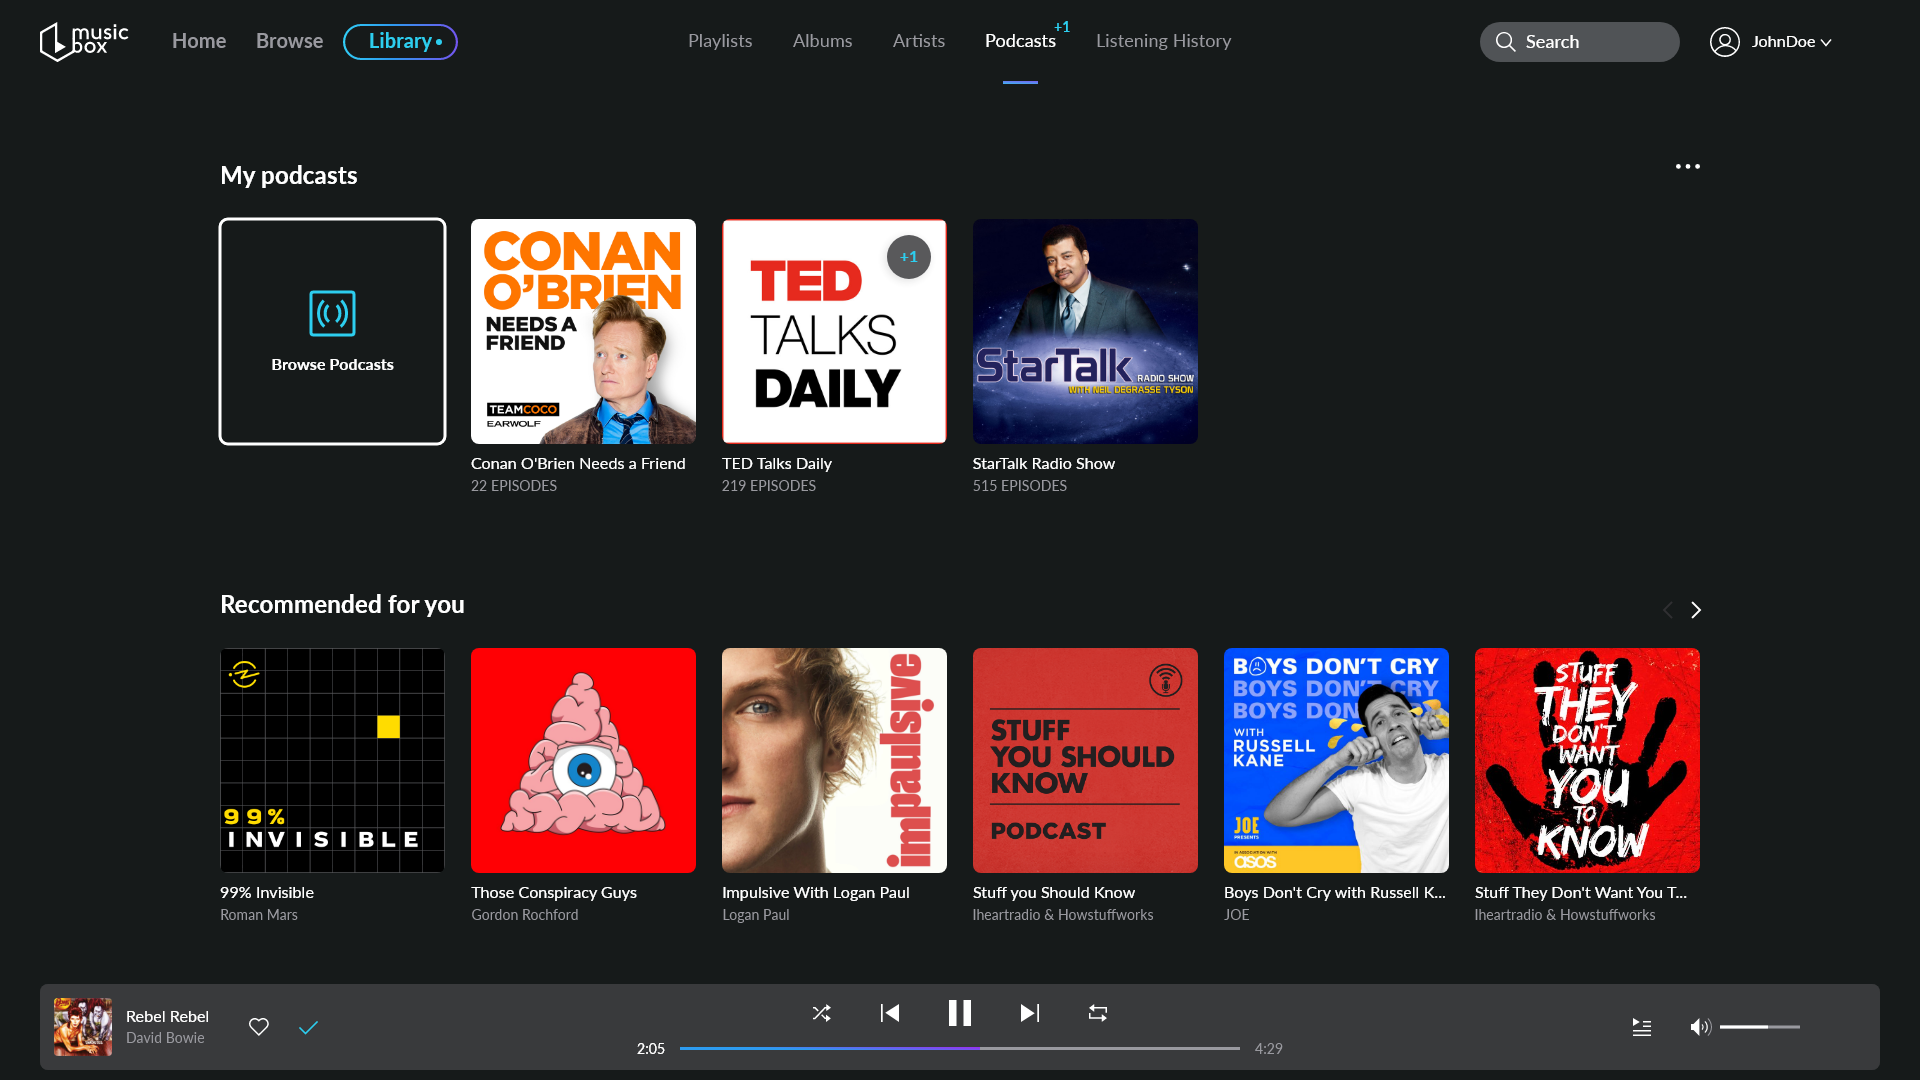 music
box
Home
Browse
Library
Playlists
Albums
Artists
Podcasts
+1
Listening History
Search
JohnDoe
My podcasts
Browse Podcasts
CONAN
O'BRIEN
NEEDS A
FRIEND
TEAMCOCO
EARWOLF
Conan O'Brien Needs a Friend
22 EPISODES
TED
TALKS
DAILY
+1
TED Talks Daily
219 EPISODES
StarTalk
RADIO SHOW
WITH NEIL DEGRASSE TYSON
StarTalk Radio Show
515 EPISODES
Recommended for you
99%
INVISIBLE
99% Invisible
Roman Mars
Those Conspiracy Guys
Gordon Rochford
impaulsive
Impulsive With Logan Paul
Logan Paul
STUFF
YOU SHOULD
KNOW
PODCAST
Stuff you Should Know
Iheartradio & Howstuffworks
BOYS DON'T CRY
BOYS DON'T CRY
BOYS DON'
WITH
RUSSELL
KANE
JOE
PRESENTS
IN ASSOCIATION WITH
asos
Boys Don't Cry with Russell K...
JOE
STUFF
THEY
DON'T
WANT
YOU
TO
KNOW
Stuff They Don't Want You T...
Iheartradio & Howstuffworks
Rebel Rebel
David Bowie
2:05
4:29